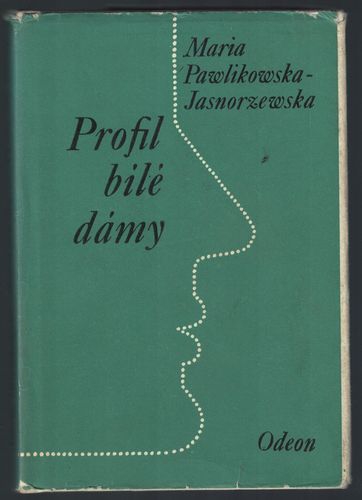 Maria
Pawlikowska-
Jasnorzewska
Profil
bílé
dámy
Odeon